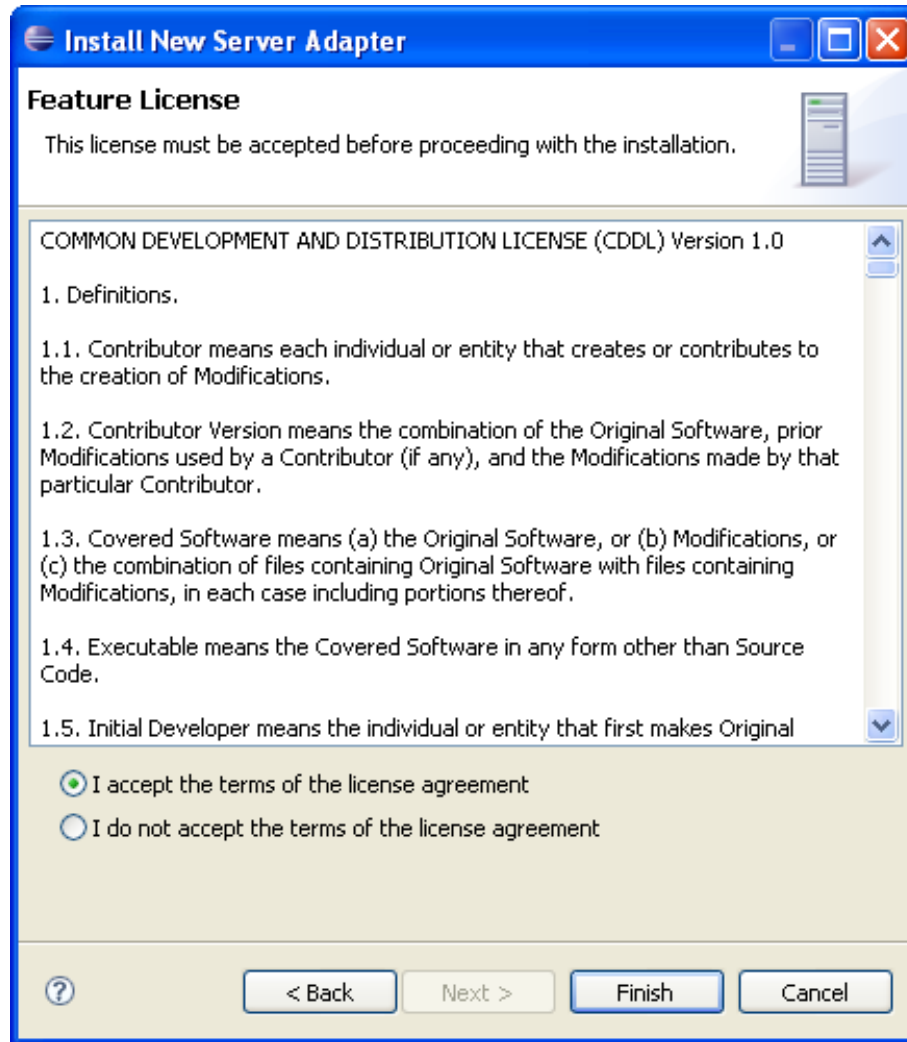 Install New Server Adapter
Feature License
This license must be accepted before proceeding with the installation.
COMMON DEVELOPMENT AND DISTRIBUTION LICENSE (CDDL) Version 1.0
1. Definitions.
1.1. Contributor means each individual or entity that creates or contributes to
the creation of Modifications.
1.2. Contributor Version means the combination of the Original Software, prior
Modifications used by a Contributor (if any), and the Modifications made by that
particular Contributor.
1.3. Covered Software means (a) the Original Software, or (b) Modifications, or
(c) the combination of files containing Original Software with files containing
Modifications, in each case including portions thereof.
1.4. Executable means the Covered Software in any form other than Source
Code.
1.5. Initial Developer means the individual or entity that first makes Original
I accept the terms of the license agreement
I do not accept the terms of the license agreement
? < Back Next > Finish Cancel